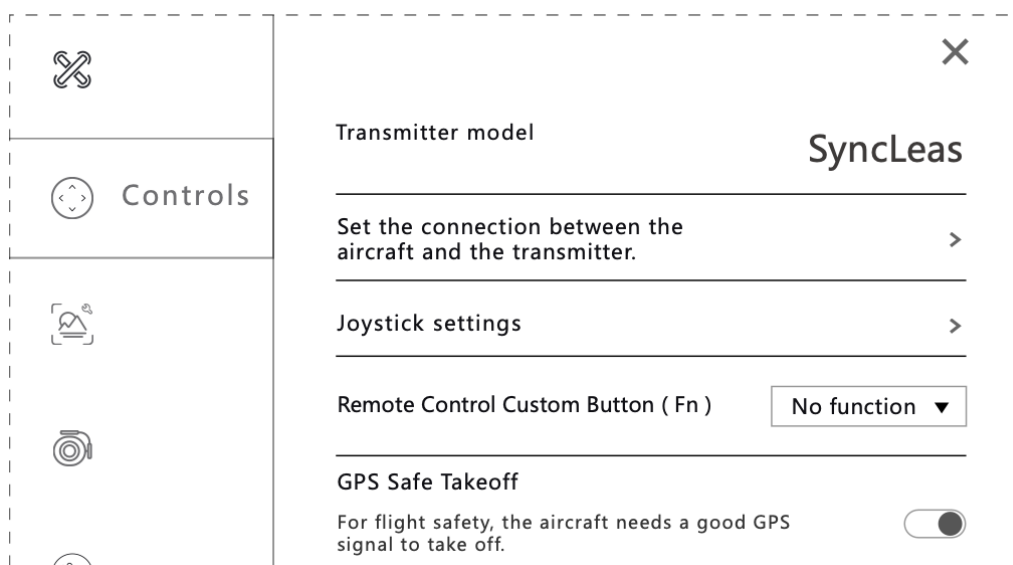 Transmitter model
SyncLeas
Controls
Set the connection between the
aircraft and the transmitter.
Joystick settings
Remote Control Custom Button ( Fn )
No function
GPS Safe Takeoff
For flight safety, the aircraft needs a good GPS
signal to take off.